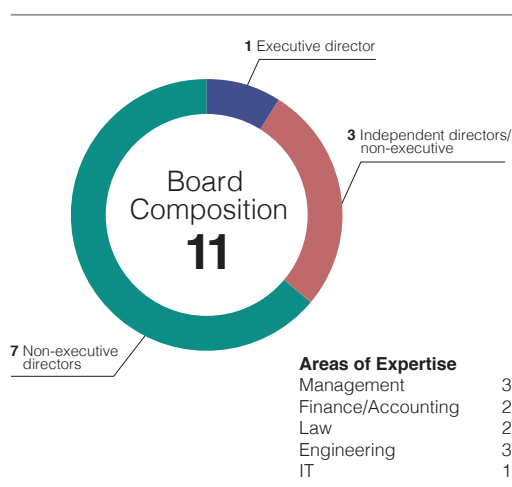 1 Executive director
3 Independent directors/
non-executive
Board
Composition
11
7 Non-executive
directors
Areas of Expertise
Management 3
Finance/Accounting 2
Law 2
Engineering 3
IT 1